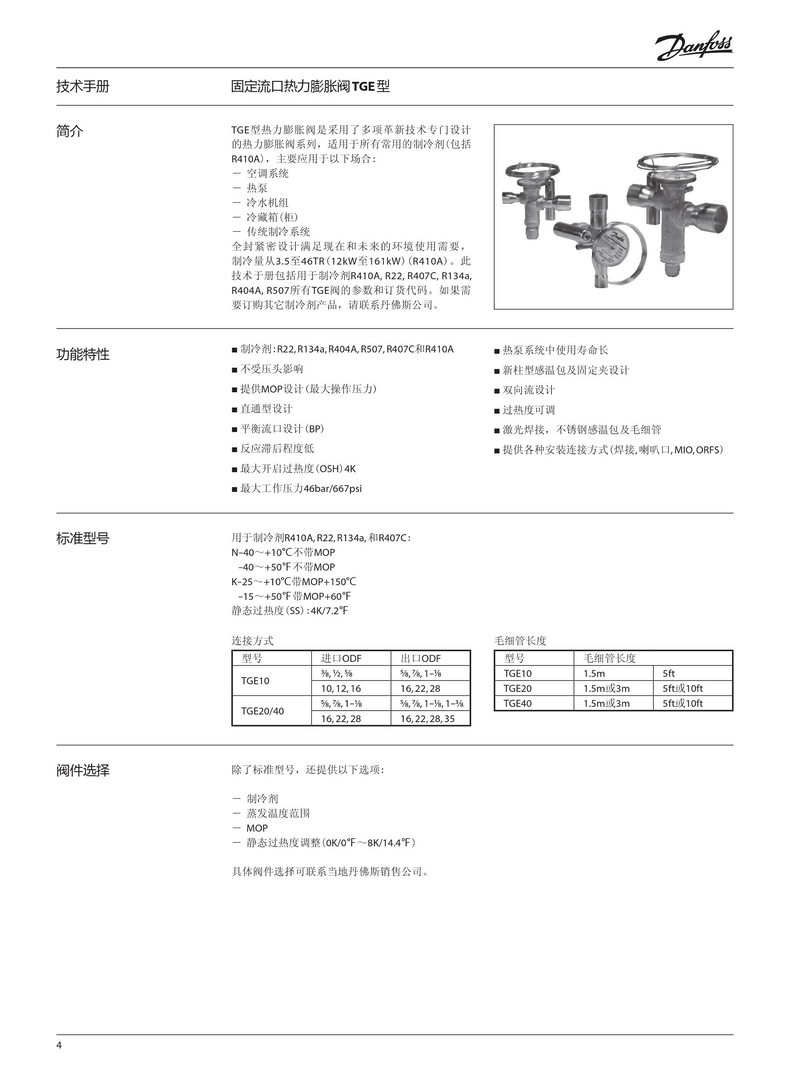 Danfoss
技术手册
固定流口热力膨胀阀 TGE 型
简介
TGE型热力膨胀阀是采用了多项革新技术专门设计
的热力膨胀阀系列，适用于所有常用的制冷剂(包括
R410A)，主要应用于以下场合:
－ 空调系统
－ 热泵
－ 冷水机组
－ 冷藏箱(柜)
－ 传统制冷系统
全封紧密设计满足现在和未来的环境使用需要，
制冷量从3.5至46TR(12kW至161kW)(R410A)。此
技术于册包括用于制冷剂R410A, R22, R407C, R134a,
R404A, R507所有TGE阀的参数和订货代码。如果需
要订购其它制冷剂产品，请联系丹佛斯公司。
功能特性
■ 制冷剂:R22, R134a, R404A, R507, R407C和R410A
■ 不受压头影响
■ 提供MOP设计(最大操作压力)
■ 直通型设计
■ 平衡流口设计(BP)
■ 反应滞后程度低
■ 最大开启过热度(OSH)4K
■ 最大工作压力46bar/667psi
■ 热泵系统中使用寿命长
■ 新柱型感温包及固定夹设计
■ 双向流设计
■ 过热度可调
■ 激光焊接，不锈钢感温包及毛细管
■ 提供各种安装连接方式(焊接,喇叭口, MIO, ORFS)
标准型号
用于制冷剂R410A, R22, R134a, 和R407C:
N–40～+10℃不带MOP
–40～+50℉不带MOP
K–25～+10℃带MOP+150℃
–15～+50℉带MOP+60℉
静态过热度(SS):4K/7.2℉
连接方式
型号 进口ODF 出口ODF
TGE10 ⅜, ½, ⅝ ⅝, ⅞, 1–⅛
10, 12, 16 16, 22, 28
TGE20/40 ⅝, ⅞, 1–⅛ ⅝, ⅞, 1–⅛, 1–⅜
16, 22, 28 16, 22, 28, 35
毛细管长度
型号 毛细管长度
TGE10 1.5m 5ft
TGE20 1.5m或3m 5ft或10ft
TGE40 1.5m或3m 5ft或10ft
阀件选择
除了标准型号，还提供以下选项:
－ 制冷剂
－ 蒸发温度范围
－ MOP
－ 静态过热度调整(0K/0℉～8K/14.4℉)
具体阀件选择可联系当地丹佛斯销售公司。
4